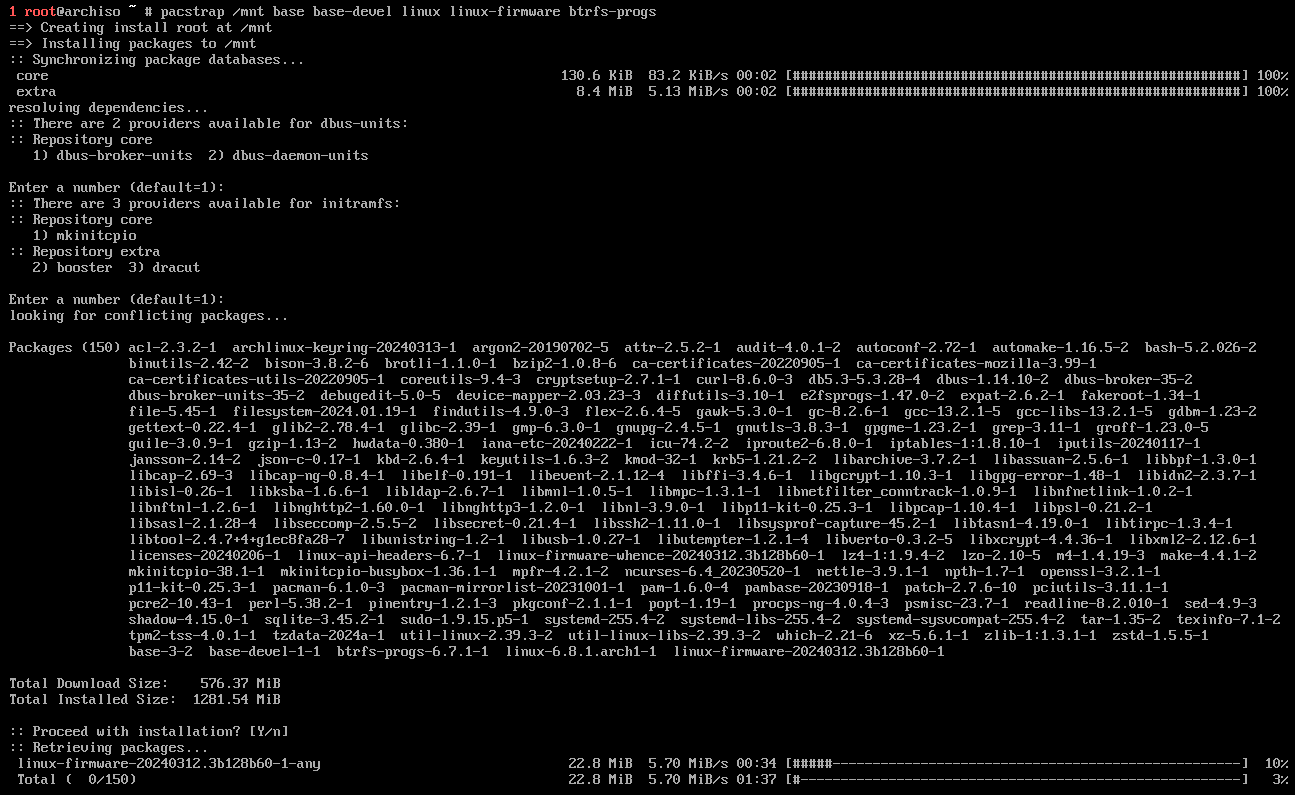 1 root@archiso ~ # pacstrap /mnt base base-devel linux linux-firmware btrfs-progs
==> Creating install root at /mnt
==> Installing packages to /mnt
:: Synchronizing package databases...
 core 130.6 KiB 83.2 KiB/s 00:02 [########################################################] 100%
 extra 8.4 MiB 5.13 MiB/s 00:02 [########################################################] 100%
resolving dependencies...
:: There are 2 providers available for dbus-units:
:: Repository core
   1) dbus-broker-units  2) dbus-daemon-units

Enter a number (default=1):
:: There are 3 providers available for initramfs:
:: Repository core
   1) mkinitcpio
:: Repository extra
   2) booster  3) dracut

Enter a number (default=1):
looking for conflicting packages...

Packages (150) acl-2.3.2-1  archlinux-keyring-20240313-1  argon2-20190702-5  attr-2.5.2-1  audit-4.0.1-2  autoconf-2.72-1  automake-1.16.5-2  bash-5.2.026-2
binutils-2.42-2  bison-3.8.2-6  brotli-1.1.0-1  bzip2-1.0.8-6  ca-certificates-20220905-1  ca-certificates-mozilla-3.99-1
ca-certificates-utils-20220905-1  coreutils-9.4-3  cryptsetup-2.7.1-1  curl-8.6.0-3  db5.3-5.3.28-4  dbus-1.14.10-2  dbus-broker-35-2
dbus-broker-units-35-2  debugedit-5.0-5  device-mapper-2.03.23-3  diffutils-3.10-1  e2fsprogs-1.47.0-2  expat-2.6.2-1  fakeroot-1.34-1
file-5.45-1  filesystem-2024.01.19-1  findutils-4.9.0-3  flex-2.6.4-5  gawk-5.3.0-1  gc-8.2.6-1  gcc-13.2.1-5  gcc-libs-13.2.1-5  gdbm-1.23-2
gettext-0.22.4-1  glib2-2.78.4-1  glibc-2.39-1  gmp-6.3.0-1  gnupg-2.4.5-1  gnutls-3.8.3-1  gpgme-1.23.2-1  grep-3.11-1  groff-1.23.0-5
guile-3.0.9-1  gzip-1.13-2  hwdata-0.380-1  iana-etc-20240222-1  icu-74.2-2  iproute2-6.8.0-1  iptables-1:1.8.10-1  iputils-20240117-1
jansson-2.14-2  json-c-0.17-1  kbd-2.6.4-1  keyutils-1.6.3-2  kmod-32-1  krb5-1.21.2-2  libarchive-3.7.2-1  libassuan-2.5.6-1  libbpf-1.3.0-1
libcap-2.69-3  libcap-ng-0.8.4-1  libelf-0.191-1  libevent-2.1.12-4  libffi-3.4.6-1  libgcrypt-1.10.3-1  libgpg-error-1.48-1  libidn2-2.3.7-1
libisl-0.26-1  libksba-1.6.6-1  libldap-2.6.7-1  libmnl-1.0.5-1  libmpc-1.3.1-1  libnetfilter_conntrack-1.0.9-1  libnfnetlink-1.0.2-1
libnftnl-1.2.6-1  libnghttp2-1.60.0-1  libnghttp3-1.2.0-1  libnl-3.9.0-1  libp11-kit-0.25.3-1  libpcap-1.10.4-1  libpsl-0.21.2-1
libsasl-2.1.28-4  libseccomp-2.5.5-2  libsecret-0.21.4-1  libssh2-1.11.0-1  libsysprof-capture-45.2-1  libtasn1-4.19.0-1  libtirpc-1.3.4-1
libtool-2.4.7+4+g1ec8fa28-7  libunistring-1.2-1  libusb-1.0.27-1  libutempter-1.2.1-4  libverto-0.3.2-5  libxcrypt-4.4.36-1  libxml2-2.12.6-1
licenses-20240206-1  linux-api-headers-6.7-1  linux-firmware-whence-20240312.3b128b60-1  lz4-1:1.9.4-2  lzo-2.10-5  m4-1.4.19-3  make-4.4.1-2
mkinitcpio-38.1-1  mkinitcpio-busybox-1.36.1-1  mpfr-4.2.1-2  ncurses-6.4_20230520-1  nettle-3.9.1-1  npth-1.7-1  openssl-3.2.1-1
p11-kit-0.25.3-1  pacman-6.1.0-3  pacman-mirrorlist-20231001-1  pam-1.6.0-4  pambase-20230918-1  patch-2.7.6-10  pciutils-3.11.1-1
pcre2-10.43-1  perl-5.38.2-1  pinentry-1.2.1-3  pkgconf-2.1.1-1  popt-1.19-1  procps-ng-4.0.4-3  psmisc-23.7-1  readline-8.2.010-1  sed-4.9-3
shadow-4.15.0-1  sqlite-3.45.2-1  sudo-1.9.15.p5-1  systemd-255.4-2  systemd-libs-255.4-2  systemd-sysvcompat-255.4-2  tar-1.35-2  texinfo-7.1-2
tpm2-tss-4.0.1-1  tzdata-2024a-1  util-linux-2.39.3-2  util-linux-libs-2.39.3-2  which-2.21-6  xz-5.6.1-1  zlib-1:1.3.1-1  zstd-1.5.5-1
base-3-2  base-devel-1-1  btrfs-progs-6.7.1-1  linux-6.8.1.arch1-1  linux-firmware-20240312.3b128b60-1

Total Download Size:    576.37 MiB
Total Installed Size:  1281.54 MiB

:: Proceed with installation? [Y/n]
:: Retrieving packages...
 linux-firmware-20240312.3b128b60-1-any 22.8 MiB 5.70 MiB/s 00:34 [#####---------------------------------------------------] 10%
 Total (  0/150) 22.8 MiB 5.70 MiB/s 01:37 [#-------------------------------------------------------] 3%